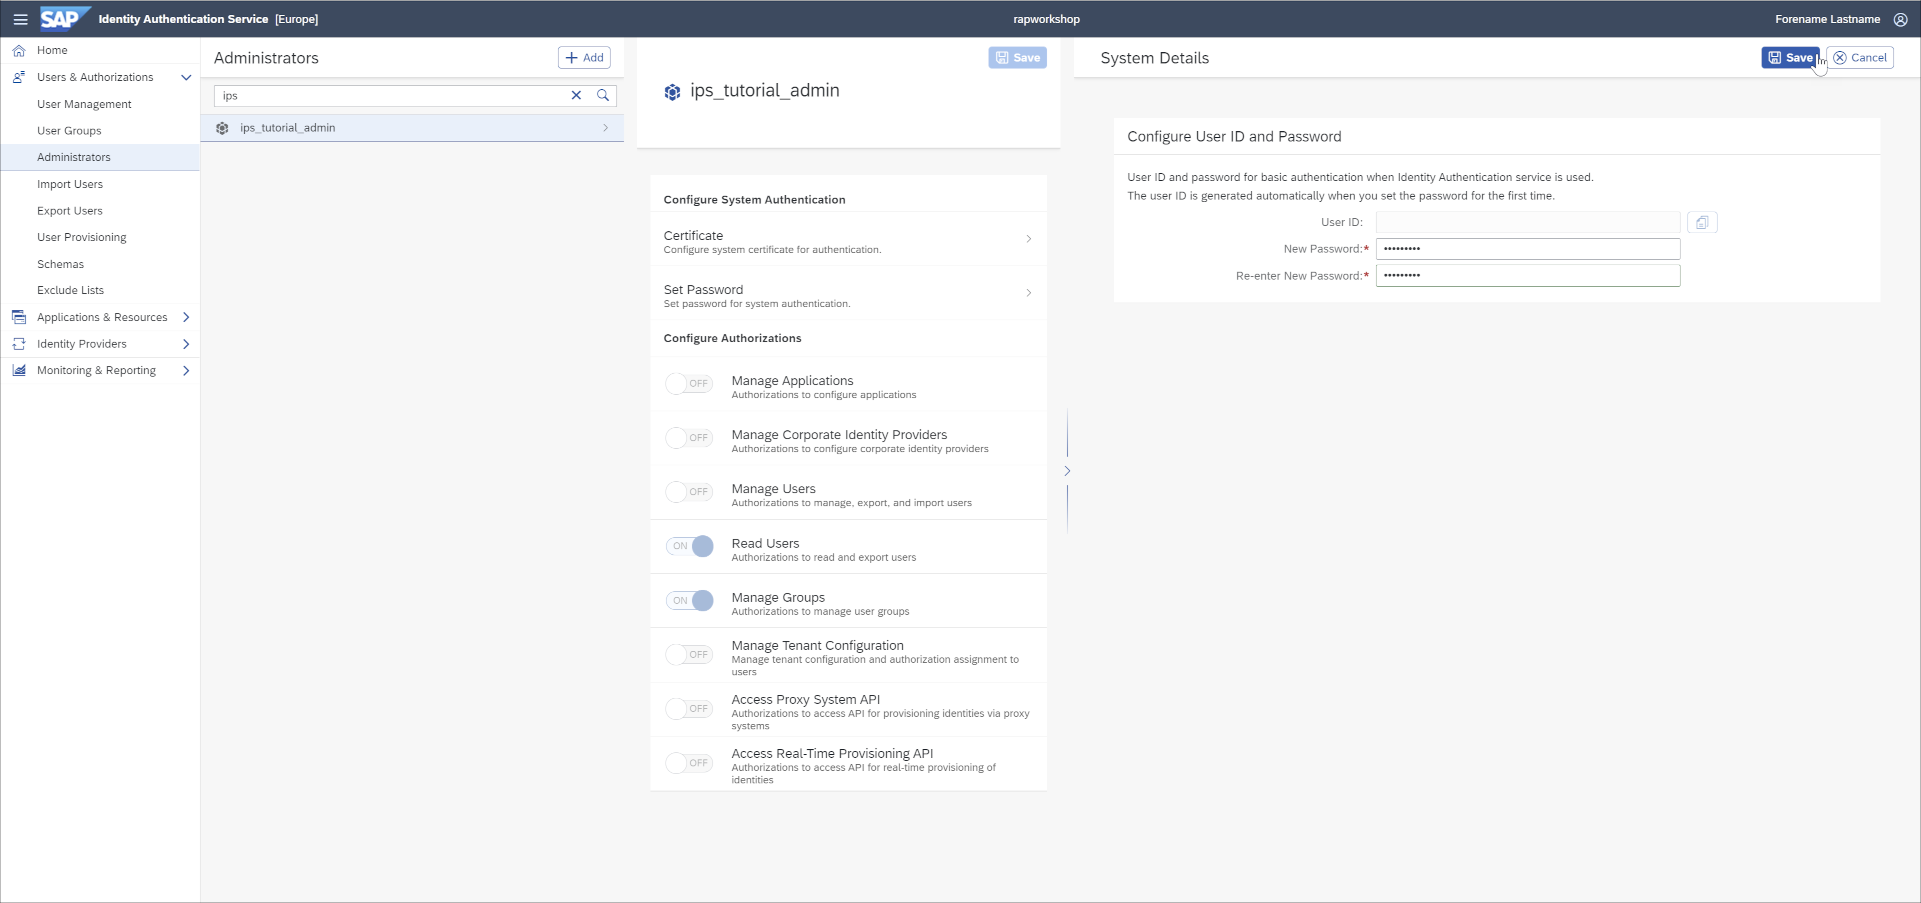 SAP Identity Authentication Service [Europe]
rapworkshop
Forename Lastname
Home
Users & Authorizations
User Management
User Groups
Administrators
Import Users
Export Users
User Provisioning
Schemas
Exclude Lists
Applications & Resources
Identity Providers
Monitoring & Reporting
Administrators
Add
ips
ips_tutorial_admin
Save
ips_tutorial_admin
Configure System Authentication
Certificate
Configure system certificate for authentication.
Set Password
Set password for system authentication.
Configure Authorizations
OFF
Manage Applications
Authorizations to configure applications
OFF
Manage Corporate Identity Providers
Authorizations to configure corporate identity providers
OFF
Manage Users
Authorizations to manage, export, and import users
ON
Read Users
Authorizations to read and export users
ON
Manage Groups
Authorizations to manage user groups
OFF
Manage Tenant Configuration
Manage tenant configuration and authorization assignment to
users
OFF
Access Proxy System API
Authorizations to access API for provisioning identities via proxy
systems
OFF
Access Real-Time Provisioning API
Authorizations to access API for real-time provisioning of
identities
System Details
Save
Cancel
Configure User ID and Password
User ID and password for basic authentication when Identity Authentication service is used.
The user ID is generated automatically when you set the password for the first time.
User ID:
New Password:* •••••••••
Re-enter New Password:* •••••••••